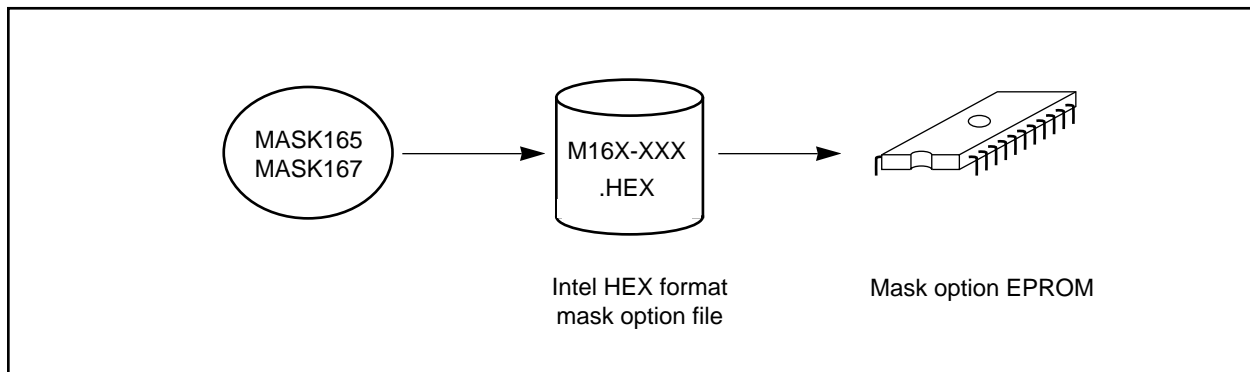 MASK165
MASK167
M16X-XXX
.HEX
Intel HEX format
mask option file
Mask option EPROM